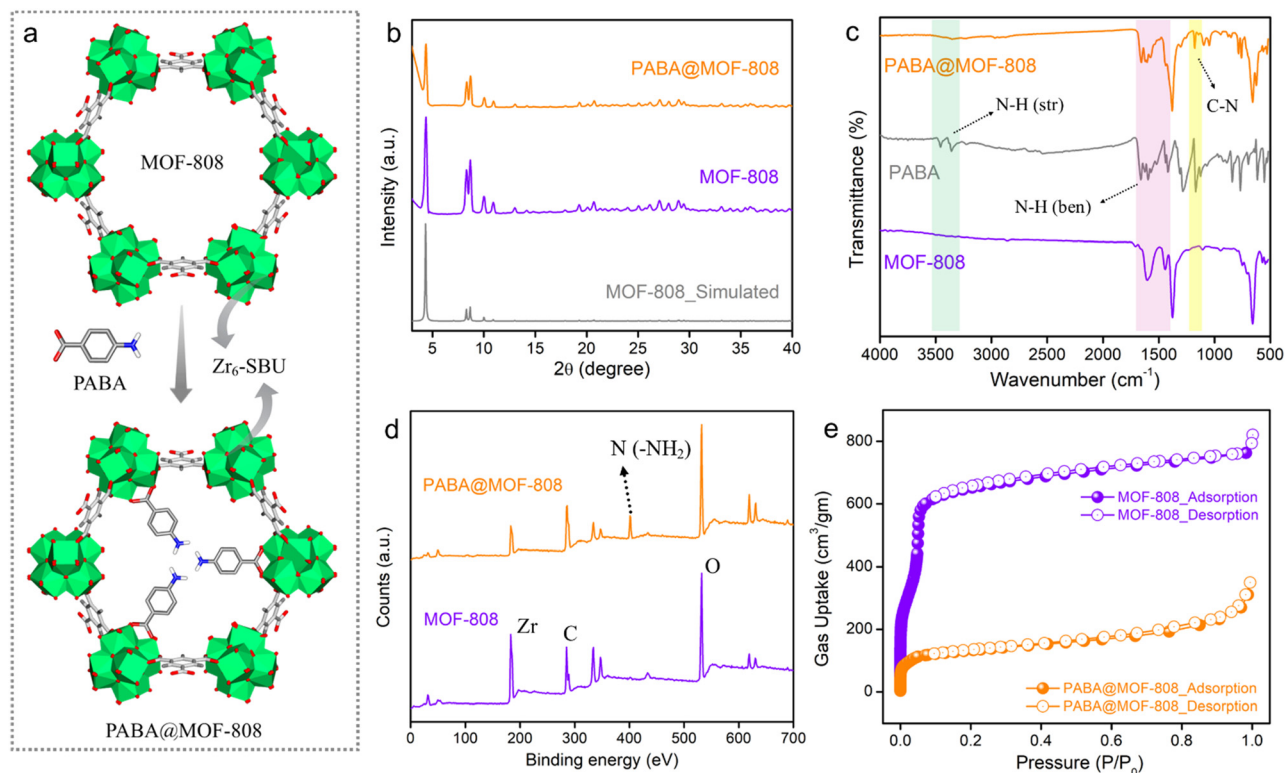 a
MOF-808
PABA
Zr₆-SBU
PABA@MOF-808
b
PABA@MOF-808
MOF-808
MOF-808_Simulated
Intensity (a.u.)
5 10 15 20 25 30 35 40
2θ (degree)
c
PABA@MOF-808
C-N
N-H (str)
PABA
N-H (ben)
MOF-808
Transmittance (%)
4000 3500 3000 2500 2000 1500 1000 500
Wavenumber (cm⁻¹)
d
N (-NH₂)
PABA@MOF-808
O
MOF-808
Zr
C
Counts (a.u.)
0 100 200 300 400 500 600 700
Binding energy (eV)
e
800
600
400
200
0
MOF-808_Adsorption
MOF-808_Desorption
PABA@MOF-808_Adsorption
PABA@MOF-808_Desorption
Gas Uptake (cm³/gm)
0.0 0.2 0.4 0.6 0.8 1.0
Pressure (P/P₀)